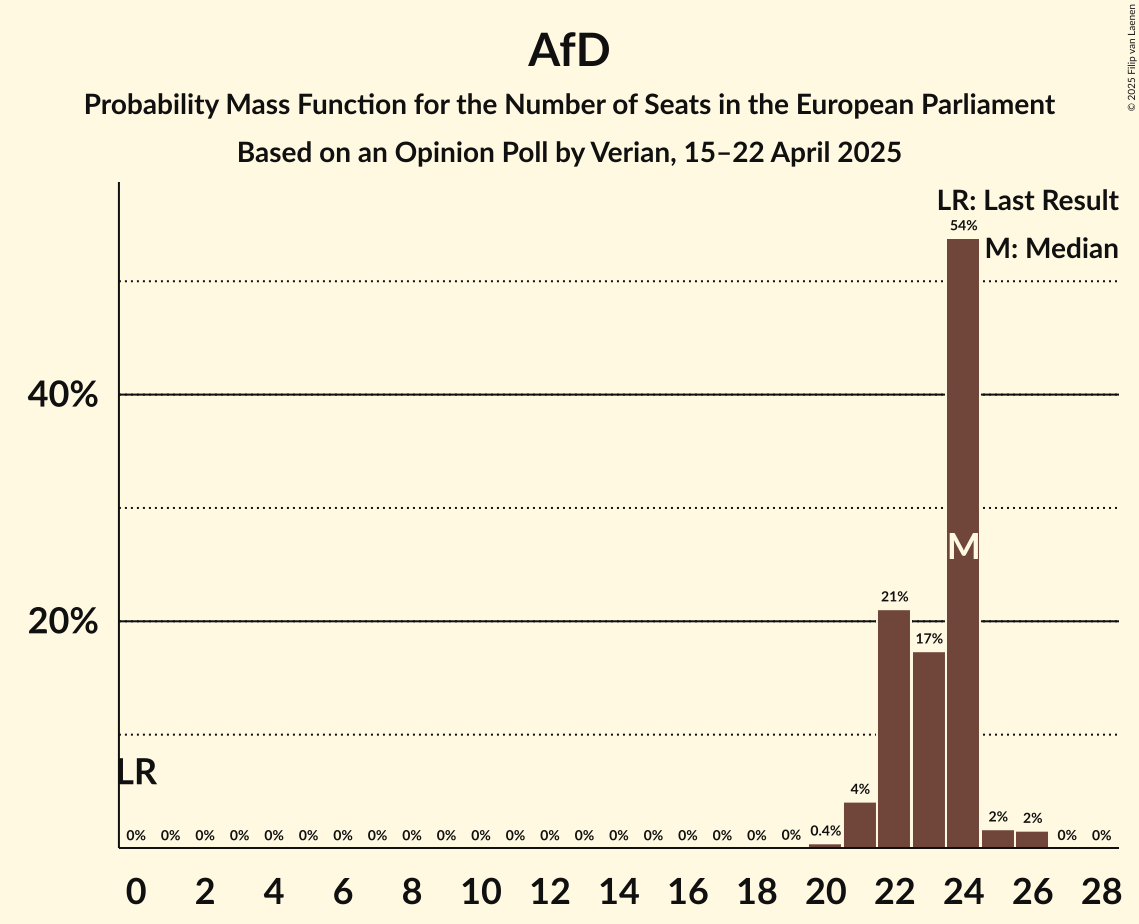 AfD
Probability Mass Function for the Number of Seats in the European Parliament
Based on an Opinion Poll by Verian, 15–22 April 2025
© 2025 Filip van Laenen
LR: Last Result
M: Median
54%
40%
M
20%
21%
17%
LR
4%
0% 0% 0% 0% 0% 0% 0% 0% 0% 0% 0% 0% 0% 0% 0% 0% 0% 0% 0% 0% 0.4% 2% 2% 0% 0%
0 2 4 6 8 10 12 14 16 18 20 22 24 26 28